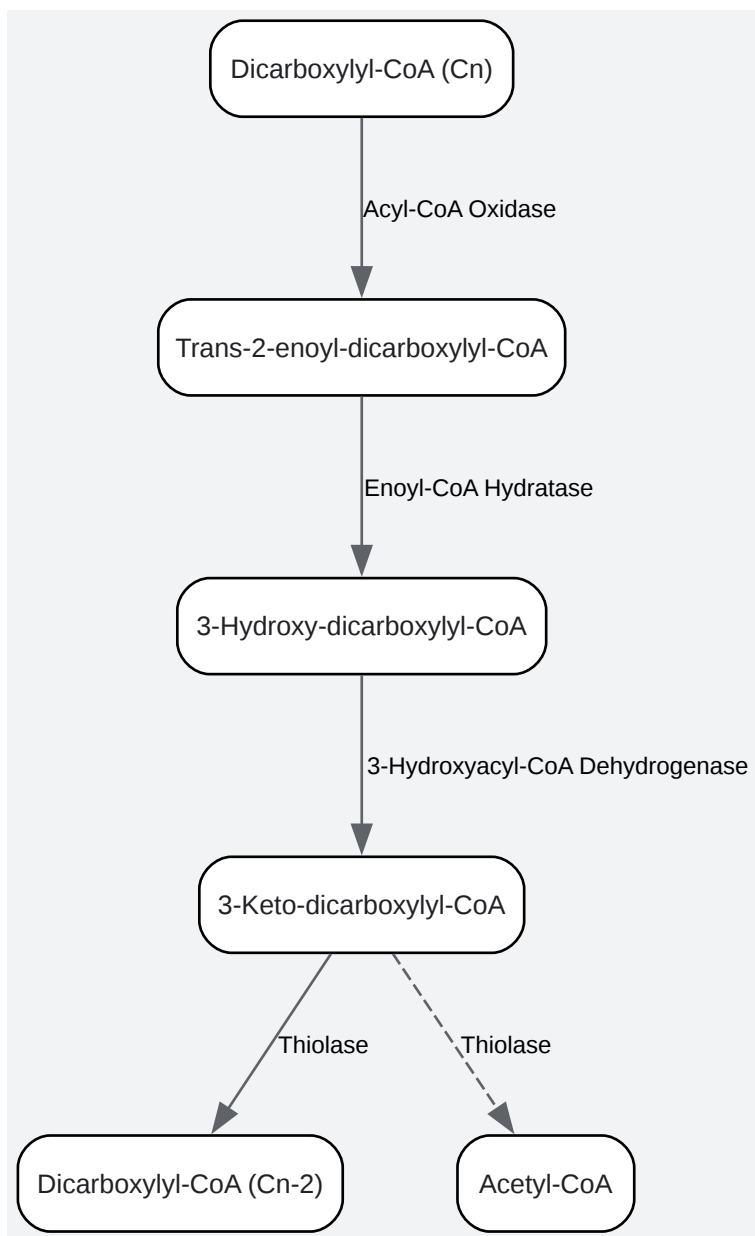 Dicarboxylyl-CoA (Cn)
Acyl-CoA Oxidase
Trans-2-enoyl-dicarboxylyl-CoA
Enoyl-CoA Hydratase
3-Hydroxy-dicarboxylyl-CoA
3-Hydroxyacyl-CoA Dehydrogenase
3-Keto-dicarboxylyl-CoA
Thiolase
Thiolase
Dicarboxylyl-CoA (Cn-2)
Acetyl-CoA